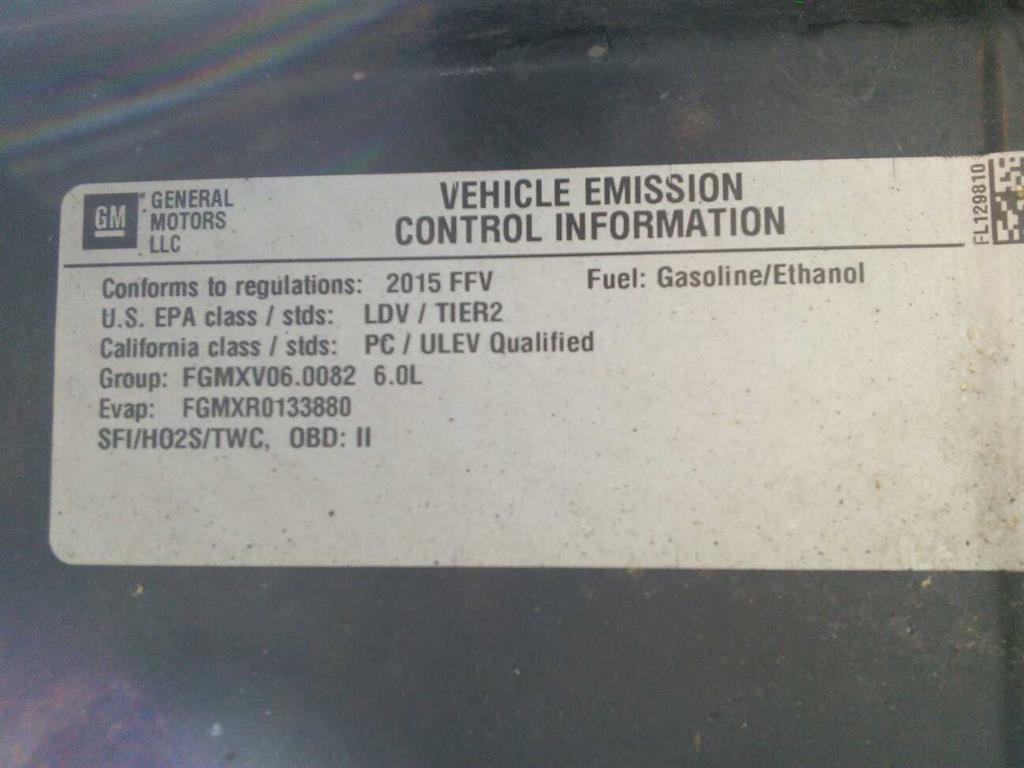 GM
GENERAL
MOTORS
LLC
VEHICLE EMISSION
CONTROL INFORMATION
FL129810
Conforms to regulations: 2015 FFV Fuel: Gasoline/Ethanol
U.S. EPA class / stds: LDV / TIER2
California class / stds: PC / ULEV Qualified
Group: FGMXV06.0082 6.0L
Evap: FGMXR0133880
SFI/HO2S/TWC, OBD: II